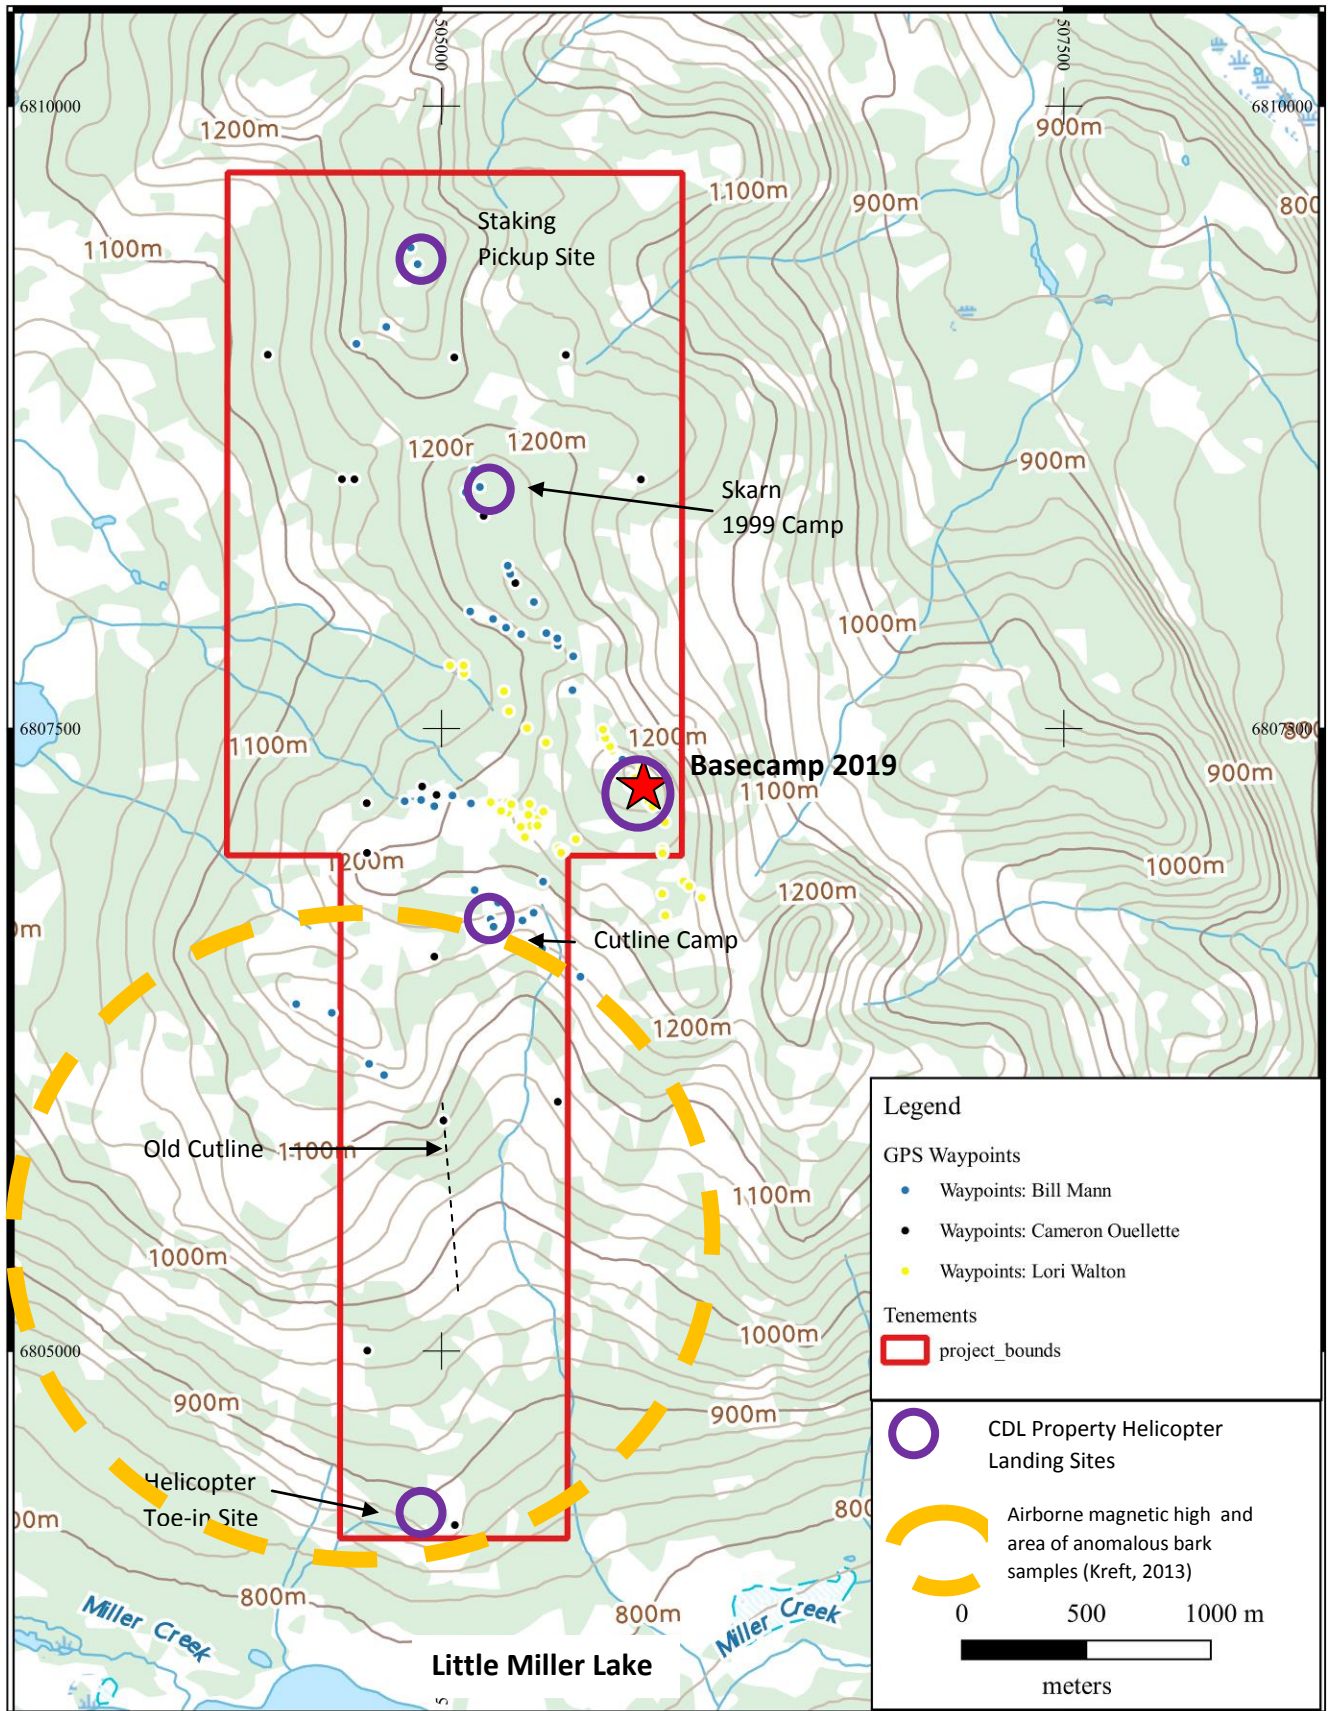 505000
507500
6810000
6810000
1200m
900m
1100m
900m
800
Staking
Pickup Site
1100m
1200r
1200m
900m
Skarn
1999 Camp
1000m
6807500
1200m
1100m
Basecamp 2019
900m
1100m
1200m
1200m
1000m
0m
Cutline Camp
1200m
Old Cutline
1100m
1100m
1000m
1000m
6805000
900m
900m
Helicopter
Toe-in Site
00m
800
800m
800m
Miller Creek
Miller Creek
Little Miller Lake
5
Legend
GPS Waypoints
Waypoints: Bill Mann
Waypoints: Cameron Ouellette
Waypoints: Lori Walton
Tenements
project_bounds
CDL Property Helicopter
Landing Sites
Airborne magnetic high and
area of anomalous bark
samples (Kreft, 2013)
0 500 1000 m
meters